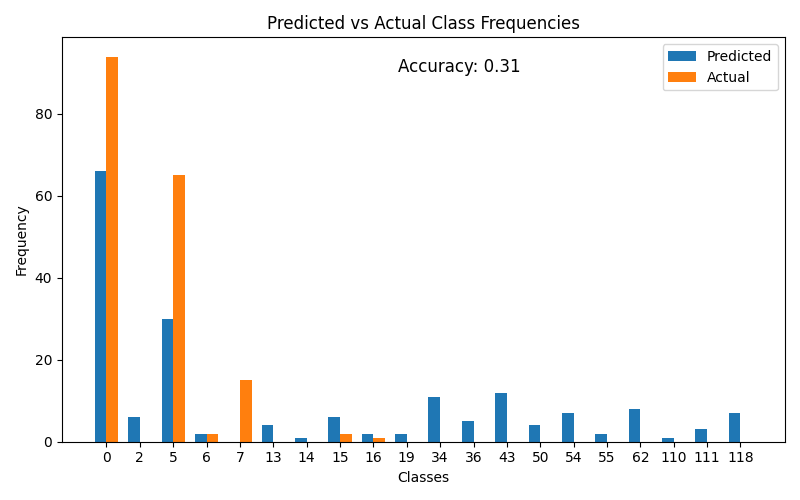 Predicted vs Actual Class Frequencies
Accuracy: 0.31
Predicted
Actual
Frequency
80
60
40
20
0
0 2 5 6 7 13 14 15 16 19 34 36 43 50 54 55 62 110 111 118
Classes